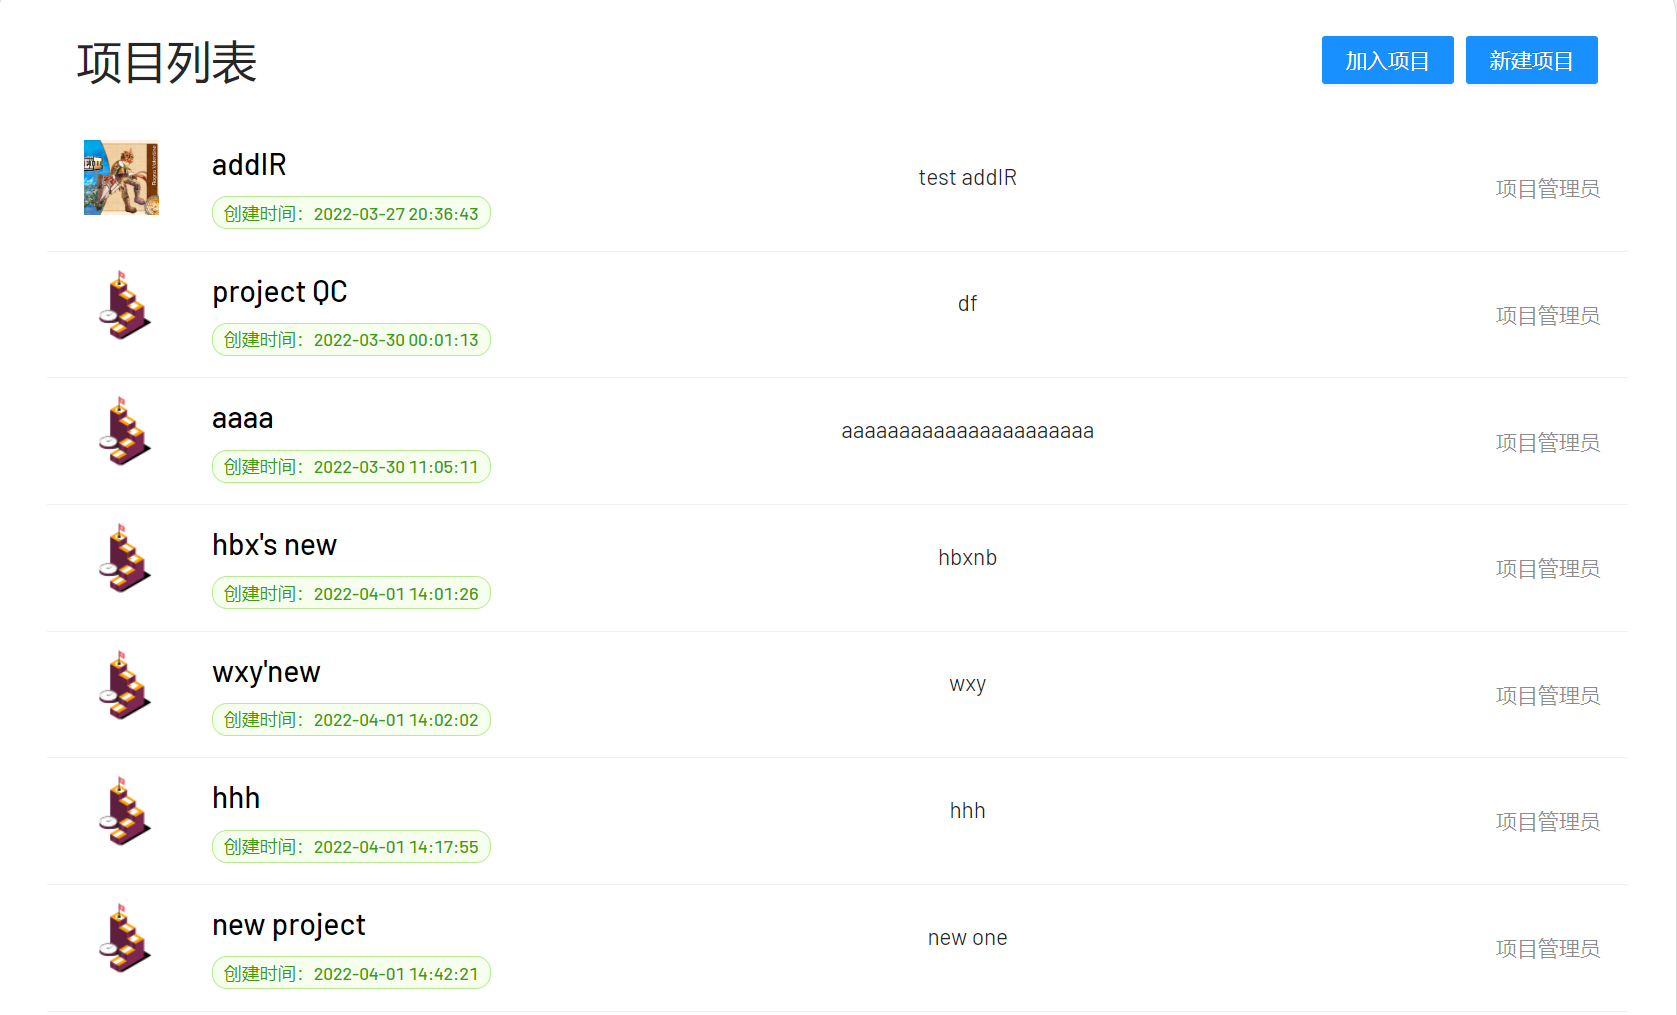 项目列表
加入项目
新建项目
addIR
test addIR
项目管理员
创建时间：2022-03-27 20:36:43
project QC
df
项目管理员
创建时间：2022-03-30 00:01:13
aaaa
aaaaaaaaaaaaaaaaaaaaaa
项目管理员
创建时间：2022-03-30 11:05:11
hbx's new
hbxnb
项目管理员
创建时间：2022-04-01 14:01:26
wxy'new
wxy
项目管理员
创建时间：2022-04-01 14:02:02
hhh
hhh
项目管理员
创建时间：2022-04-01 14:17:55
new project
new one
项目管理员
创建时间：2022-04-01 14:42:21